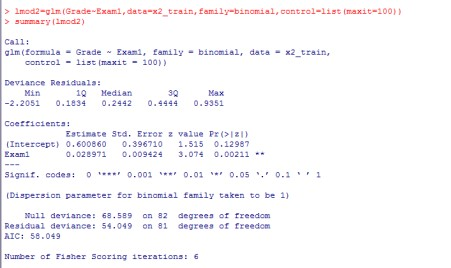 > lmod2=glm(Grade~Exam1,data=x2_train,family=binomial,control=list(maxit=100))
> summary(lmod2)
Call:
glm(formula = Grade ~ Exam1, family = binomial, data = x2_train,
control = list(maxit = 100))
Deviance Residuals:
Min 1Q Median 3Q Max
-2.2051 0.1834 0.2442 0.4444 0.9351
Coefficients:
Estimate Std. Error z value Pr(>|z|)
(Intercept) 0.600860 0.396710 1.515 0.12987
Exam1 0.028971 0.009424 3.074 0.00211 **
---
Signif. codes: 0 ‘***’ 0.001 ‘**’ 0.01 ‘*’ 0.05 ‘.’ 0.1 ‘ ’ 1
(Dispersion parameter for binomial family taken to be 1)
Null deviance: 68.589 on 82 degrees of freedom
Residual deviance: 54.049 on 81 degrees of freedom
AIC: 58.049
Number of Fisher Scoring iterations: 6